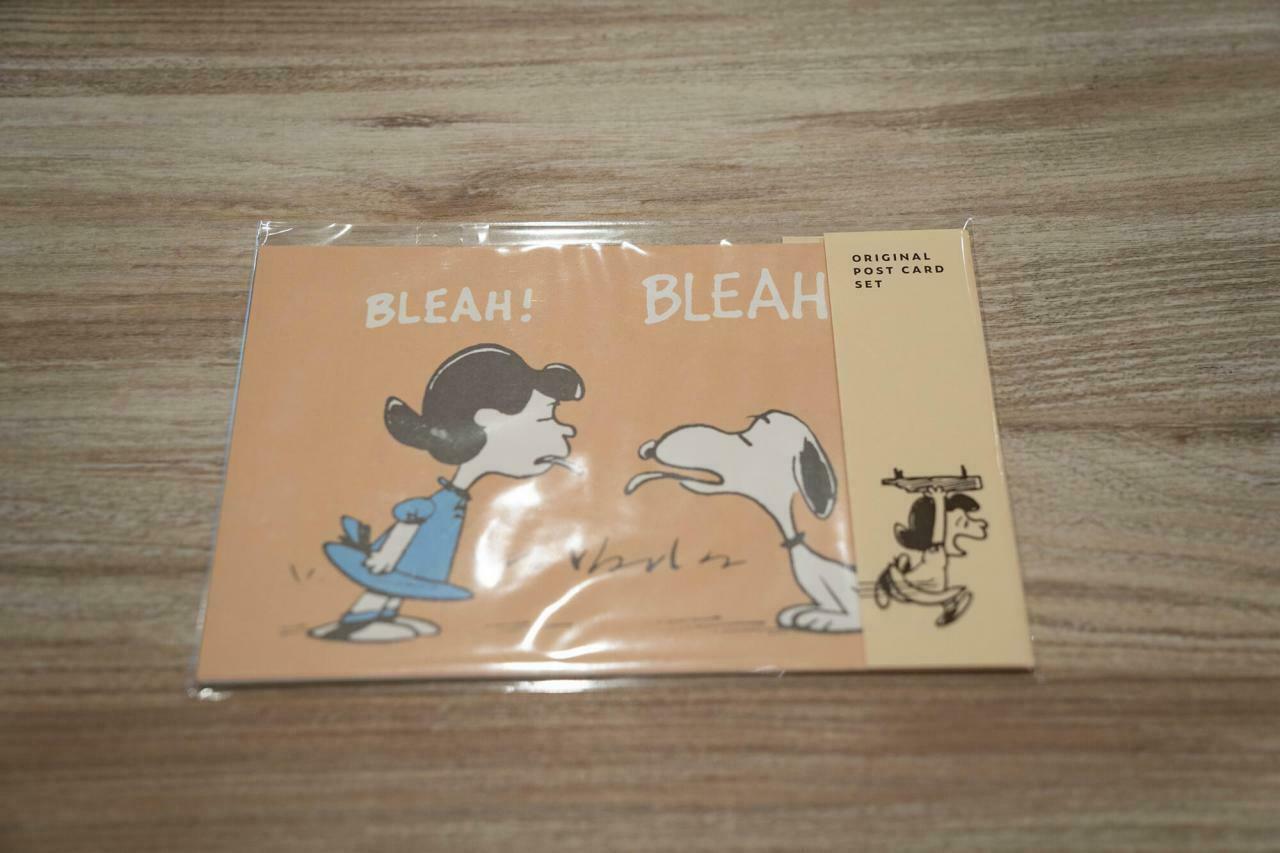 BLEAH!
BLEAH
ORIGINAL
POST CARD
SET